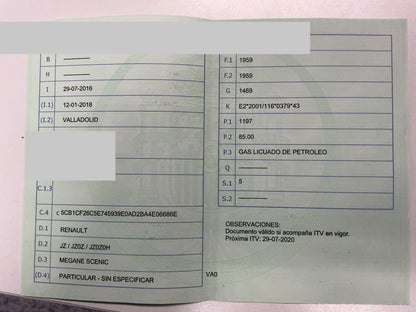 B ———
H ———
I 29-07-2016
(I.1) 12-01-2018
(I.2) VALLADOLID
C.1.3
C.4 c 5CB1CF26C5E745939E0AD2BA4E06686E
D.1 RENAULT
D.2 JZ / JZ0Z / JZ0Z0H
D.3 MEGANE SCENIC
(D.4) PARTICULAR - SIN ESPECIFICAR
F.1 1959
F.2 1959
G 1469
K E2*2001/116*0379*43
P.1 1197
P.2 85.00
P.3 GAS LICUADO DE PETROLEO
Q ———
S.1 5
S.2 ———
OBSERVACIONES:
Documento válido si acompaña ITV en vigor.
Próxima ITV: 29-07-2020
VA0